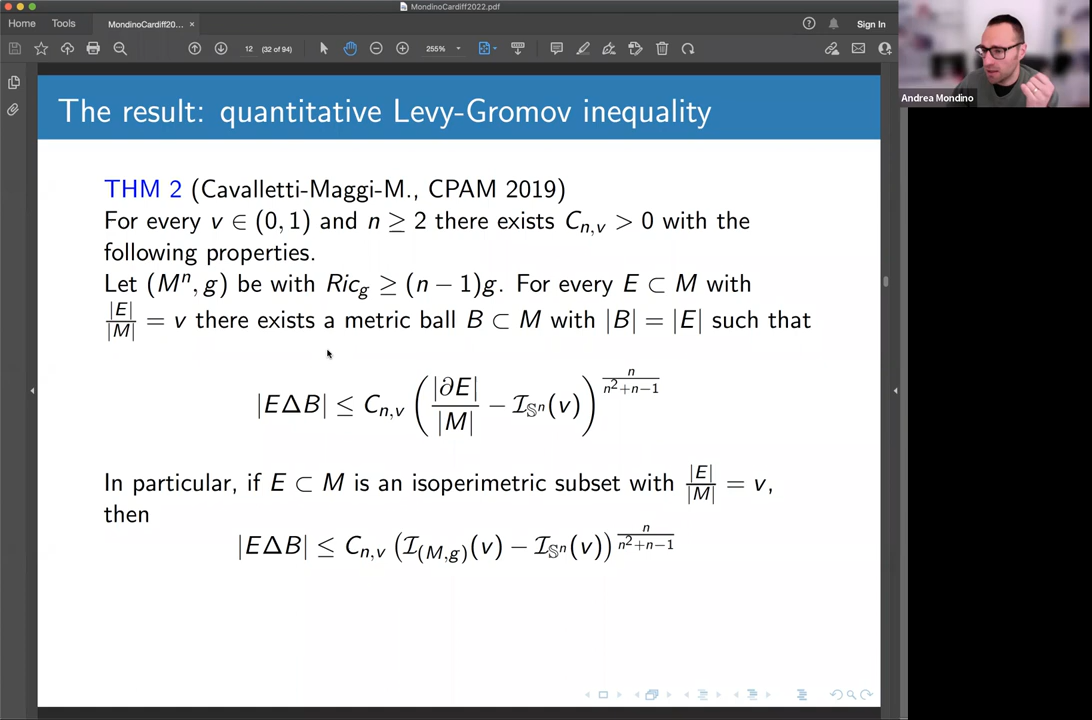 MondinoCardiff2022.pdf
Home Tools MondinoCardiff20... × Sign In
12 (32 of 94) 255%
Andrea Mondino
The result: quantitative Levy-Gromov inequality
THM 2 (Cavalletti-Maggi-M., CPAM 2019)
For every v ∈ (0, 1) and n ≥ 2 there exists C_{n,v} > 0 with the
following properties.
Let (M^n, g) be with Ric_g ≥ (n − 1)g. For every E ⊂ M with
|E|/|M| = v there exists a metric ball B ⊂ M with |B| = |E| such that
|EΔB| ≤ C_{n,v} (|∂E|/|M| − I_{𝕊^n}(v))^{n/(n^2+n−1)}
In particular, if E ⊂ M is an isoperimetric subset with |E|/|M| = v,
then
|EΔB| ≤ C_{n,v} (I_{(M,g)}(v) − I_{𝕊^n}(v))^{n/(n^2+n−1)}